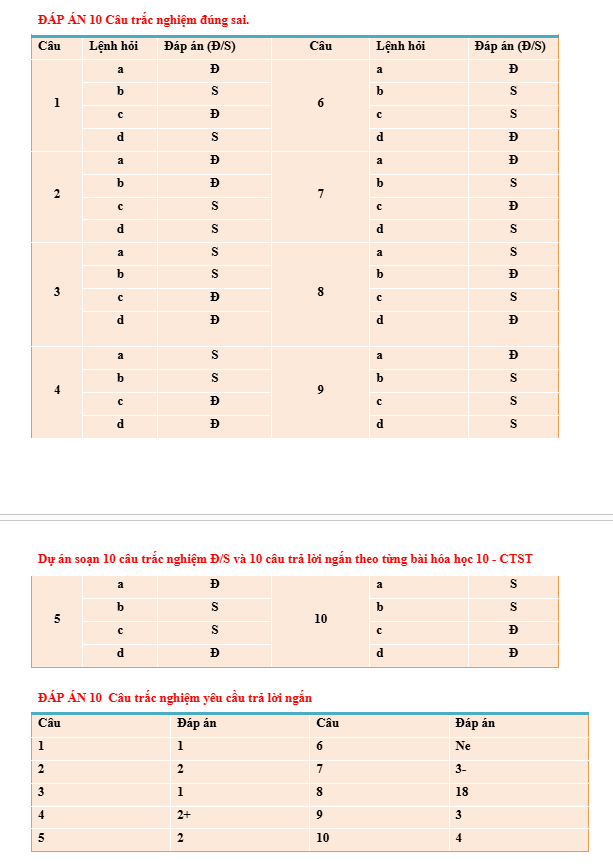 ĐÁP ÁN 10 Câu trắc nghiệm đúng sai.
Câu Lệnh hỏi Đáp án (Đ/S) Câu Lệnh hỏi Đáp án (Đ/S)
1 a Đ 6 a Đ
b S b S
c Đ c S
d S d Đ
2 a Đ 7 a Đ
b Đ b S
c S c Đ
d S d S
3 a S 8 a S
b S b Đ
c Đ c S
d Đ d Đ
4 a S 9 a Đ
b S b S
c Đ c S
d Đ d S
Dự án soạn 10 câu trắc nghiệm Đ/S và 10 câu trả lời ngắn theo từng bài hóa học 10 - CTST
5 a Đ 10 a S
b S b S
c S c Đ
d Đ d Đ
ĐÁP ÁN 10 Câu trắc nghiệm yêu cầu trả lời ngắn
Câu Đáp án Câu Đáp án
1 1 6 Ne
2 2 7 3-
3 1 8 18
4 2+ 9 3
5 2 10 4